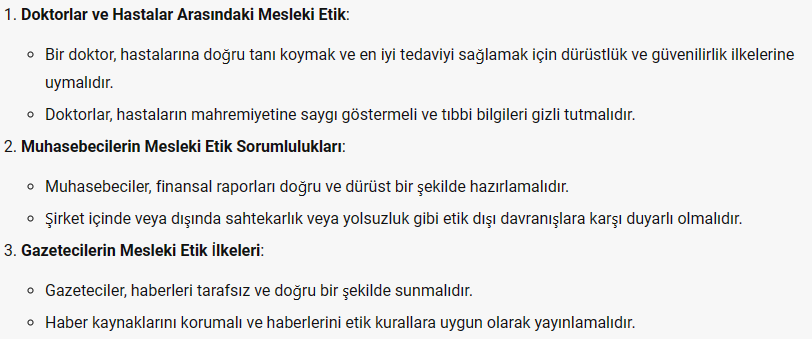 1. Doktorlar ve Hastalar Arasındaki Mesleki Etik:
○ Bir doktor, hastalarına doğru tanı koymak ve en iyi tedaviyi sağlamak için dürüstlük ve güvenilirlik ilkelerine
uymalıdır.
○ Doktorlar, hastaların mahremiyetine saygı göstermeli ve tıbbi bilgileri gizli tutmalıdır.
2. Muhasebecilerin Mesleki Etik Sorumlulukları:
○ Muhasebeciler, finansal raporları doğru ve dürüst bir şekilde hazırlamalıdır.
○ Şirket içinde veya dışında sahtekarlık veya yolsuzluk gibi etik dışı davranışlara karşı duyarlı olmalıdır.
3. Gazetecilerin Mesleki Etik İlkeleri:
○ Gazeteciler, haberleri tarafsız ve doğru bir şekilde sunmalıdır.
○ Haber kaynaklarını korumalı ve haberlerini etik kurallara uygun olarak yayınlamalıdır.